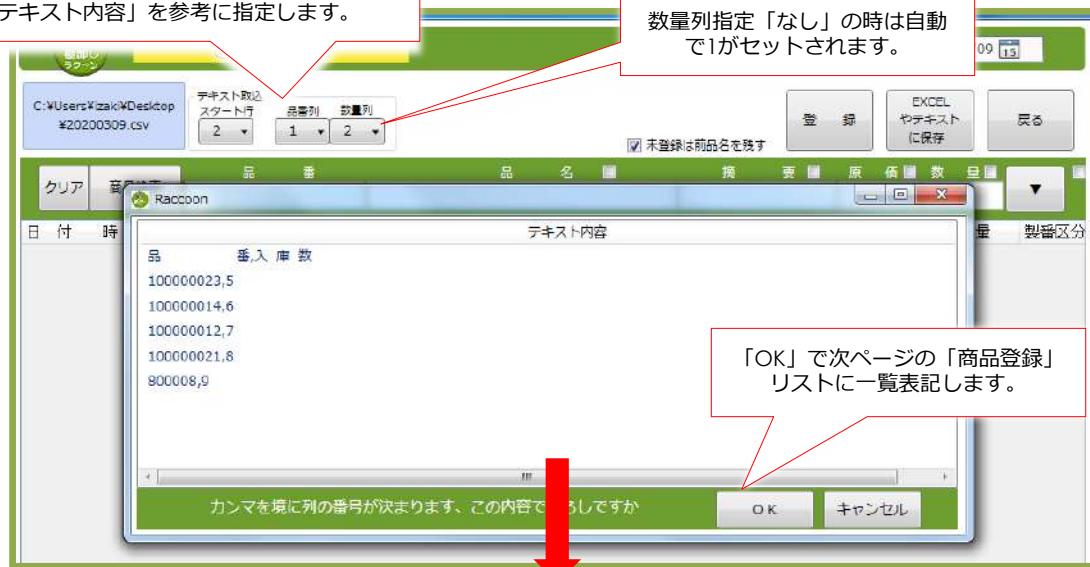 テキスト内容」を参考に指定します。
数量列指定「なし」の時は自動
で1がセットされます。
ラクーン
09 15
C:¥Users¥izaki¥Desktop
¥20200309.csv
テキスト取込
スタート行 品番列 数量列
2 1 2
未登録は前品名を残す
登 録
EXCEL
やテキスト
に保存
戻る
クリア
品 番 品 名 摘 要 原 価 数 量
▼
Raccoon
日 付 時 量 製番区分
テキスト内容
品 番,入 庫 数
100000023,5
100000014,6
100000012,7
100000021,8
800008,9
「OK」で次ページの「商品登録」
リストに一覧表記します。
カンマを境に列の番号が決まります、この内容で ろしですか
OK キャンセル